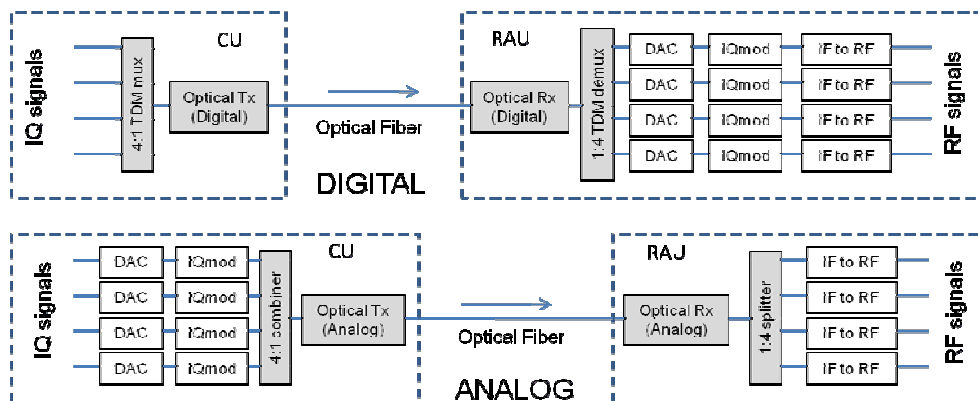 IQ signals
4:1 TDM mux
CU
Optical Tx
(Digital)
Optical Fiber
DIGITAL
RAU
Optical Rx
(Digital)
1:4 TDM demux
DAC
IQmod
IF to RF
DAC
IQmod
IF to RF
DAC
IQmod
IF to RF
DAC
IQmod
IF to RF
RF signals
IQ signals
DAC
IQmod
DAC
IQmod
DAC
IQmod
DAC
IQmod
4:1 combiner
CU
Optical Tx
(Analog)
Optical Fiber
ANALOG
RAU
Optical Rx
(Analog)
1:4 splitter
IF to RF
IF to RF
IF to RF
IF to RF
RF signals